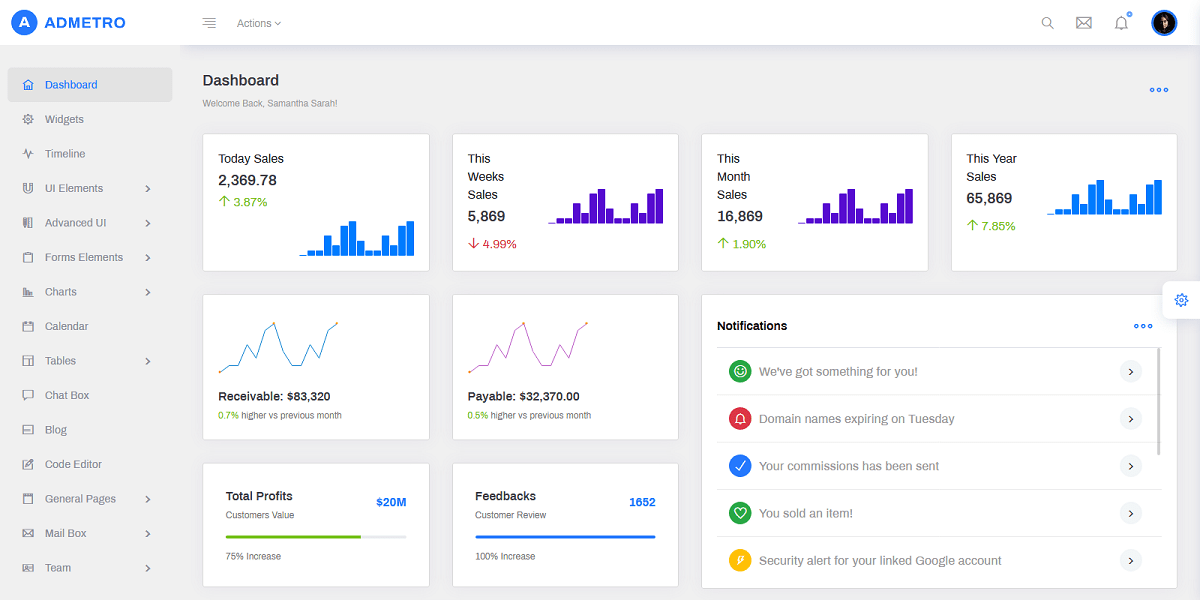 A ADMETRO
Actions
Dashboard
Widgets
Timeline
UI Elements
Advanced UI
Forms Elements
Charts
Calendar
Tables
Chat Box
Blog
Code Editor
General Pages
Mail Box
Team
Dashboard
Welcome Back, Samantha Sarah!
Today Sales
2,369.78
3.87%
This
Weeks
Sales
5,869
4.99%
This
Month
Sales
16,869
1.90%
This Year
Sales
65,869
7.85%
Receivable: $83,320
0.7% higher vs previous month
Payable: $32,370.00
0.5% higher vs previous month
Notifications
We've got something for you!
Domain names expiring on Tuesday
Your commissions has been sent
You sold an item!
Security alert for your linked Google account
Total Profits
$20M
Customers Value
75% Increase
Feedbacks
1652
Customer Review
100% Increase